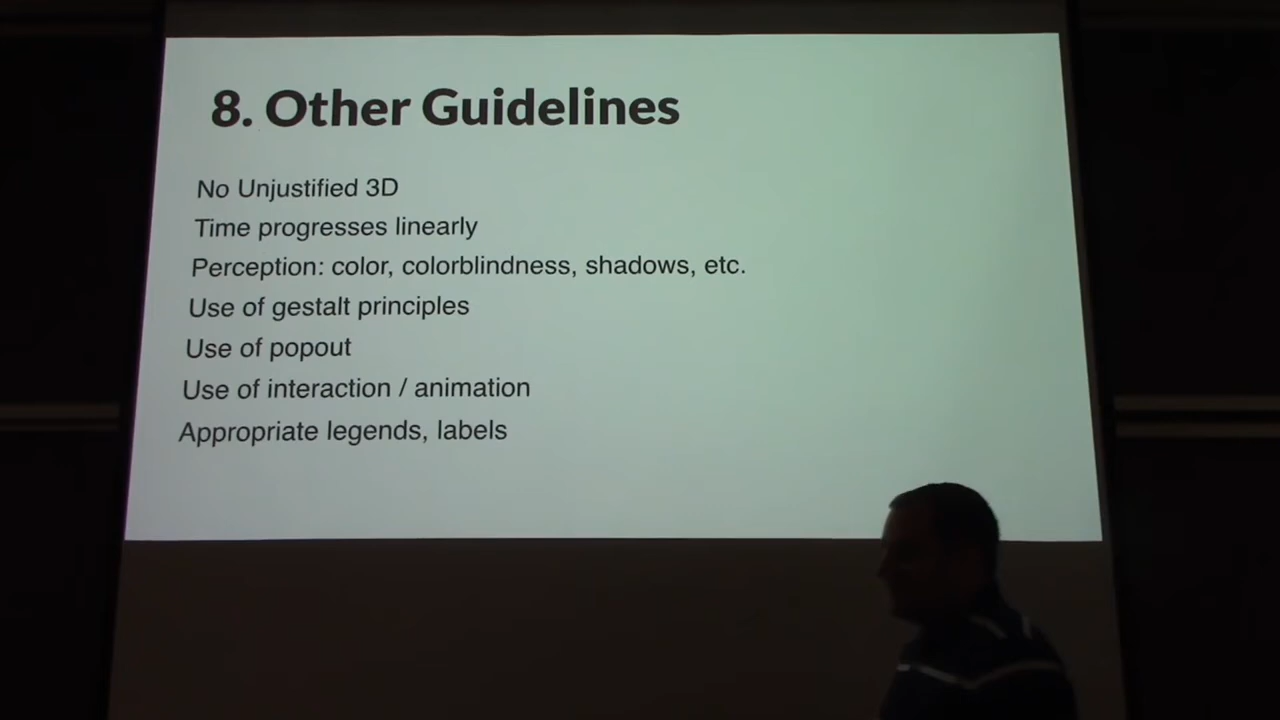 8. Other Guidelines
No Unjustified 3D
Time progresses linearly
Perception: color, colorblindness, shadows, etc.
Use of gestalt principles
Use of popout
Use of interaction / animation
Appropriate legends, labels